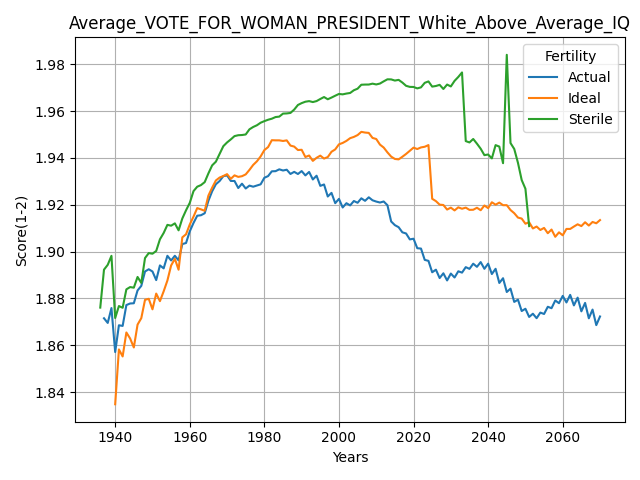 Average_VOTE_FOR_WOMAN_PRESIDENT_White_Above_Average_IQ
Fertility
Actual
Ideal
Sterile
Score(1-2)
1.98
1.96
1.94
1.92
1.90
1.88
1.86
1.84
1940
1960
1980
2000
2020
2040
2060
Years